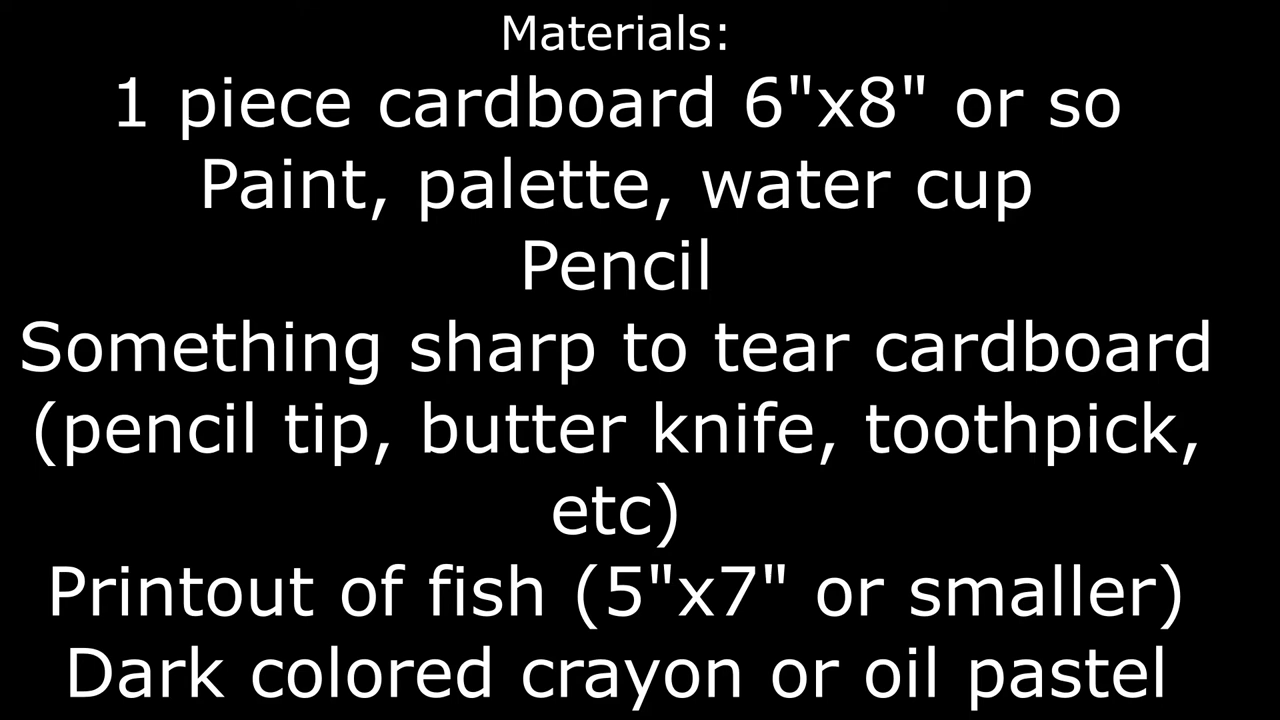 Materials:
1 piece cardboard 6"x8" or so
Paint, palette, water cup
Pencil
Something sharp to tear cardboard
(pencil tip, butter knife, toothpick,
etc)
Printout of fish (5"x7" or smaller)
Dark colored crayon or oil pastel